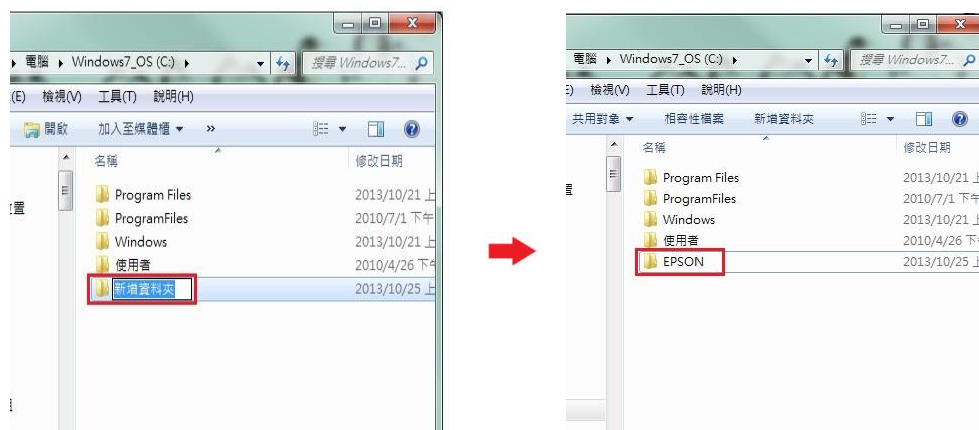 電腦 ▸ Windows7_OS (C:) ▸ 搜尋 Windows7...
(E) 檢視(V) 工具(T) 說明(H)
開啟 加入至媒體櫃 »
名稱 修改日期
Program Files 2013/10/21 上
ProgramFiles 2010/7/1 下午
Windows 2013/10/21 上
使用者 2010/4/26 下午
新增資料夾 2013/10/25 上
電腦 ▸ Windows7_OS (C:) ▸ 搜尋 Windows7...
檢視(V) 工具(T) 說明(H)
共用對象 相容性檔案 新增資料夾
名稱 修改日期
Program Files 2013/10/21 上
ProgramFiles 2010/7/1 下午
Windows 2013/10/21 上
使用者 2010/4/26 下午
EPSON 2013/10/25 上